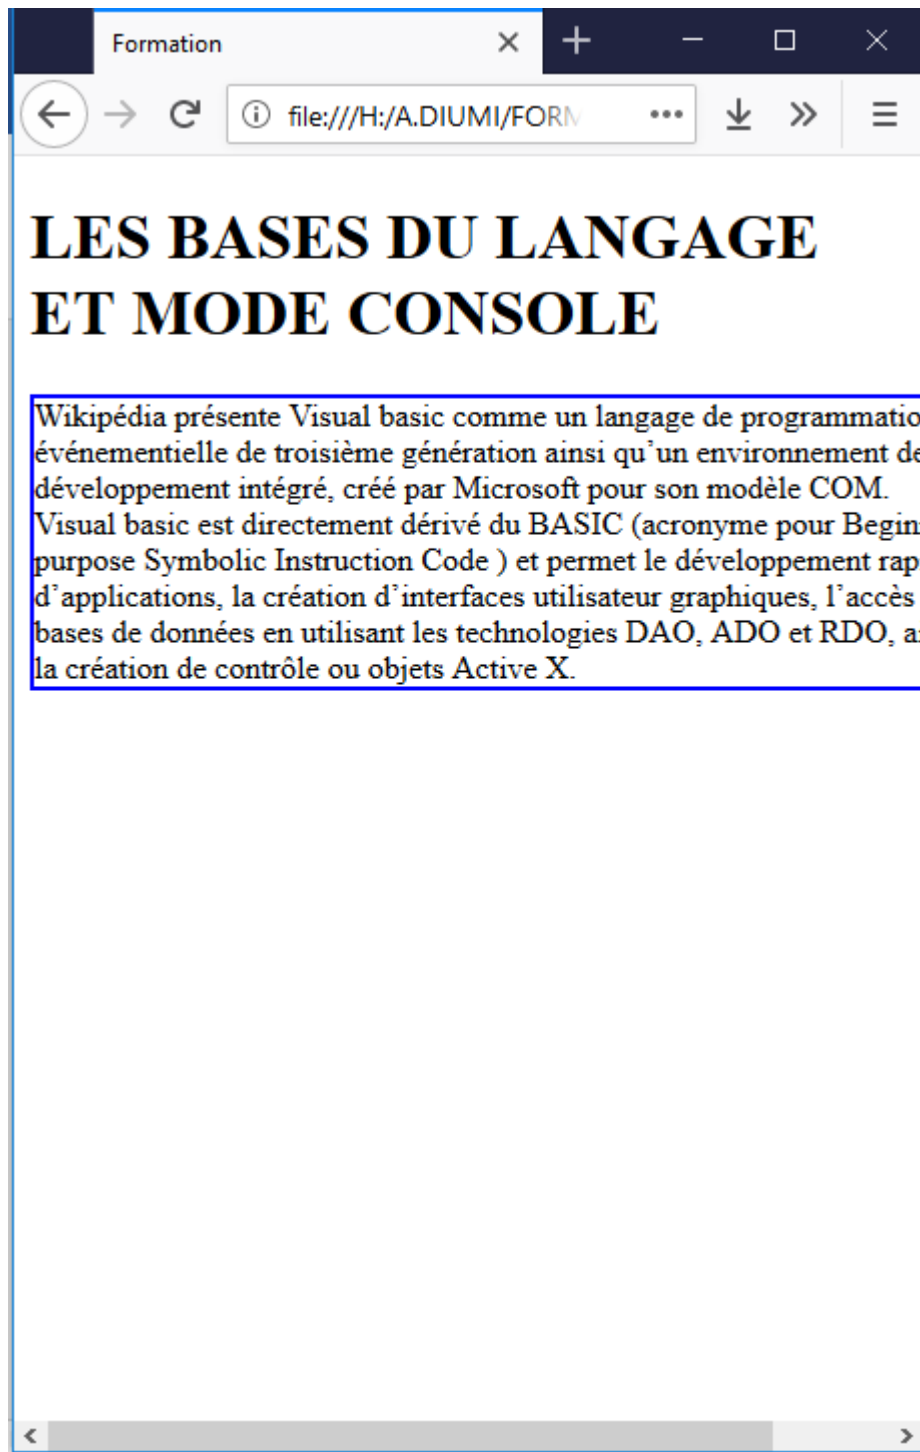 Formation
file:///H:/A.DIUMI/FORM
LES BASES DU LANGAGE
ET MODE CONSOLE
Wikipédia présente Visual basic comme un langage de programmatio
événementielle de troisième génération ainsi qu’un environnement de
développement intégré, créé par Microsoft pour son modèle COM.
Visual basic est directement dérivé du BASIC (acronyme pour Begin
purpose Symbolic Instruction Code ) et permet le développement rap
d’applications, la création d’interfaces utilisateur graphiques, l’accès
bases de données en utilisant les technologies DAO, ADO et RDO, a
la création de contrôle ou objets Active X.